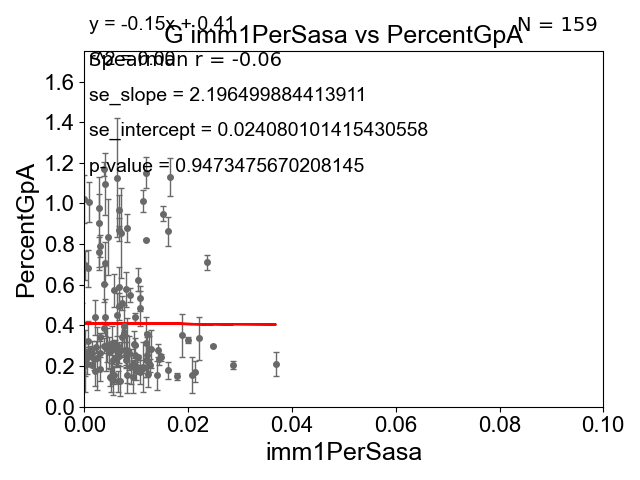 y = -0.15x + 0.41
N = 159
G imm1PerSasa vs PercentGpA
Spearman r = -0.06
se_slope = 2.196499884413911
se_intercept = 0.024080101415430558
p-value = 0.9473475670208145
PercentGpA
1.6
1.4
1.2
1.0
0.8
0.6
0.4
0.2
0.0
0.00 0.02 0.04 0.06 0.08 0.10
imm1PerSasa